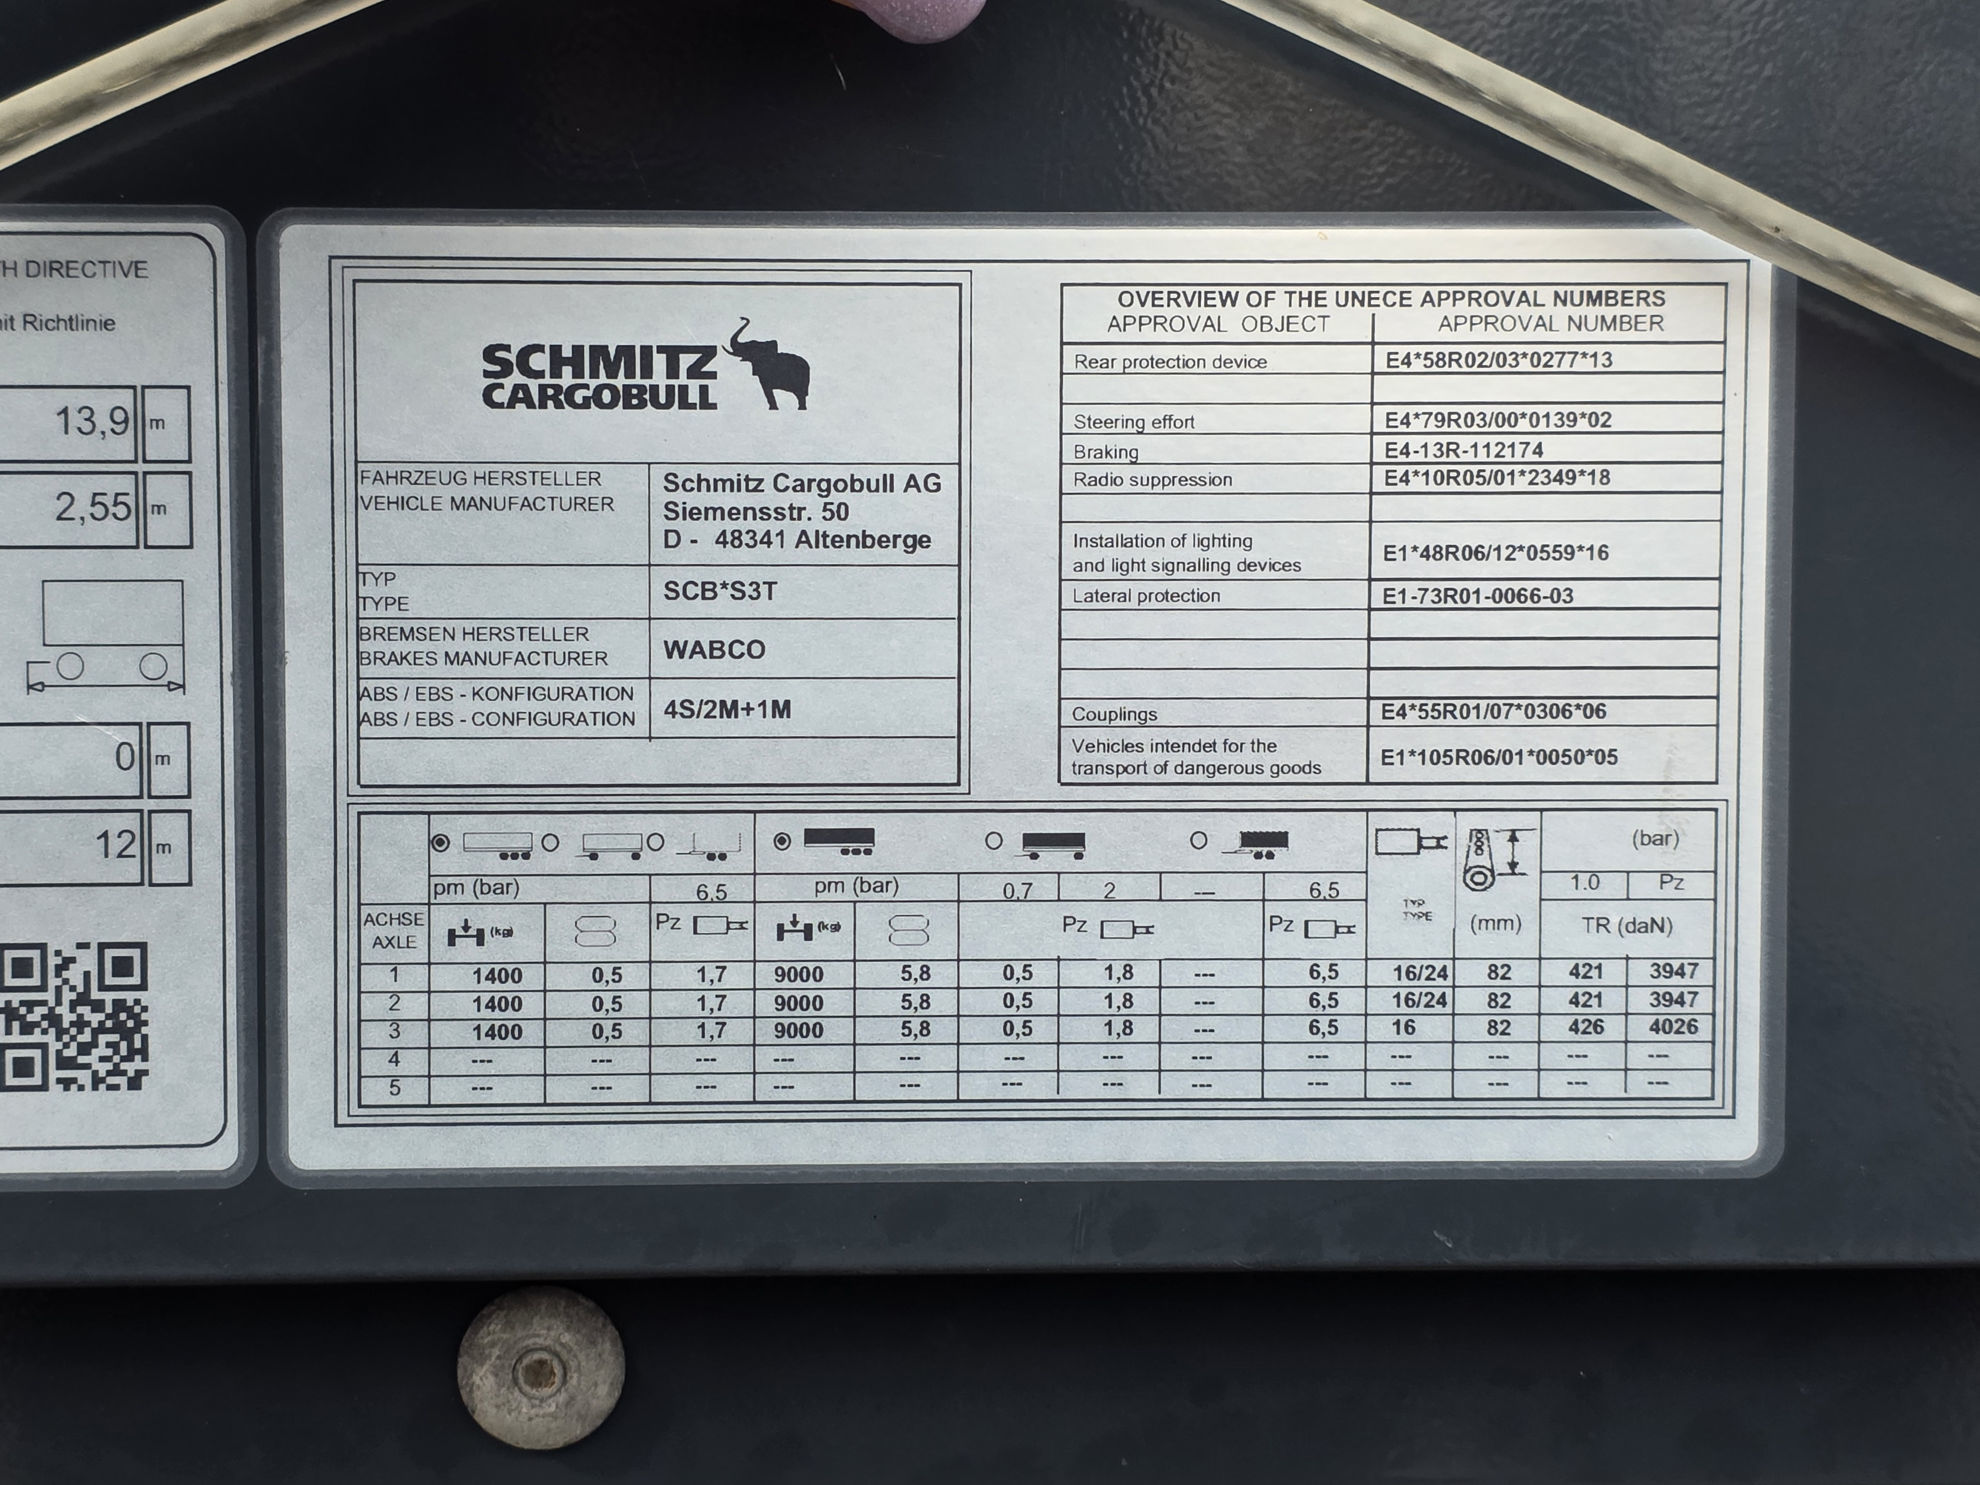 H DIRECTIVE
it Richtlinie
13,9 m
2,55 m
0 m
12 m
SCHMITZ
CARGOBULL
FAHRZEUG HERSTELLER
VEHICLE MANUFACTURER
Schmitz Cargobull AG
Siemensstr. 50
D - 48341 Altenberge
TYP
TYPE
SCB*S3T
BREMSEN HERSTELLER
BRAKES MANUFACTURER
WABCO
ABS / EBS - KONFIGURATION
ABS / EBS - CONFIGURATION
4S/2M+1M
OVERVIEW OF THE UNECE APPROVAL NUMBERS
APPROVAL OBJECT APPROVAL NUMBER
Rear protection device E4*58R02/03*0277*13
Steering effort E4*79R03/00*0139*02
Braking E4-13R-112174
Radio suppression E4*10R05/01*2349*18
Installation of lighting
and light signalling devices E1*48R06/12*0559*16
Lateral protection E1-73R01-0066-03
Couplings E4*55R01/07*0306*06
Vehicles intendet for the
transport of dangerous goods E1*105R06/01*0050*05
(bar)
pm (bar) 6,5 pm (bar) 0,7 2 --- 6,5 1.0 Pz
ACHSE
AXLE
(kg) Pz (kg) Pz Pz TYP
TYPE
(mm) TR (daN)
1 1400 0,5 1,7 9000 5,8 0,5 1,8 --- 6,5 16/24 82 421 3947
2 1400 0,5 1,7 9000 5,8 0,5 1,8 --- 6,5 16/24 82 421 3947
3 1400 0,5 1,7 9000 5,8 0,5 1,8 --- 6,5 16 82 426 4026
4 --- --- --- --- --- --- --- --- --- --- --- --- ---
5 --- --- --- --- --- --- --- --- --- --- --- --- ---